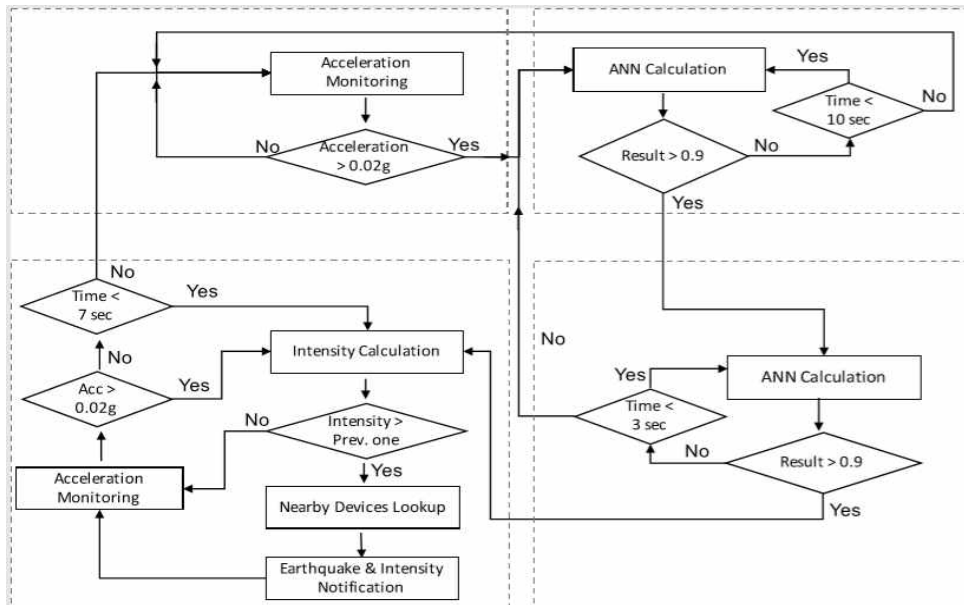 Acceleration
Monitoring
No
Acceleration
> 0.02g
Yes
ANN Calculation
Yes
Time <
10 sec
No
Result > 0.9
No
Yes
No
Time <
7 sec
Yes
No
Acc >
0.02g
Yes
Intensity Calculation
No
Intensity >
Prev. one
Yes
Acceleration
Monitoring
Nearby Devices Lookup
Earthquake & Intensity
Notification
No
Yes
ANN Calculation
Time <
3 sec
No
Result > 0.9
Yes